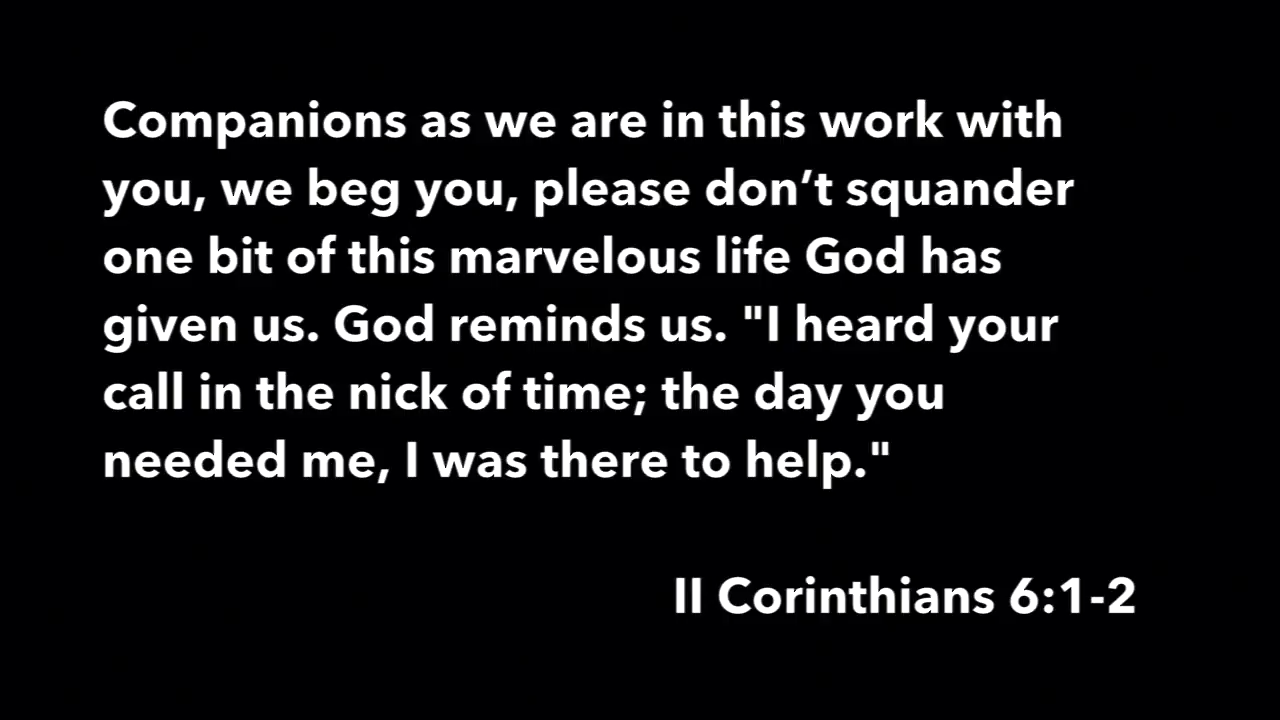 Companions as we are in this work with
you, we beg you, please don’t squander
one bit of this marvelous life God has
given us. God reminds us. "I heard your
call in the nick of time; the day you
needed me, I was there to help."
II Corinthians 6:1-2